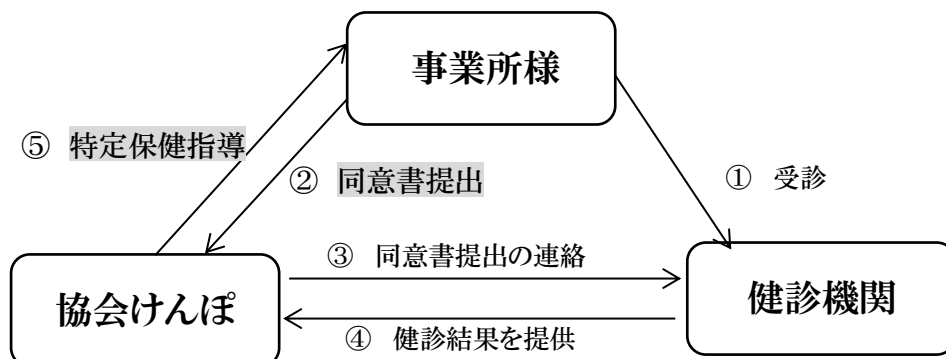 事業所様
⑤ 特定保健指導
② 同意書提出
① 受診
③ 同意書提出の連絡
協会けんぽ
健診機関
④ 健診結果を提供